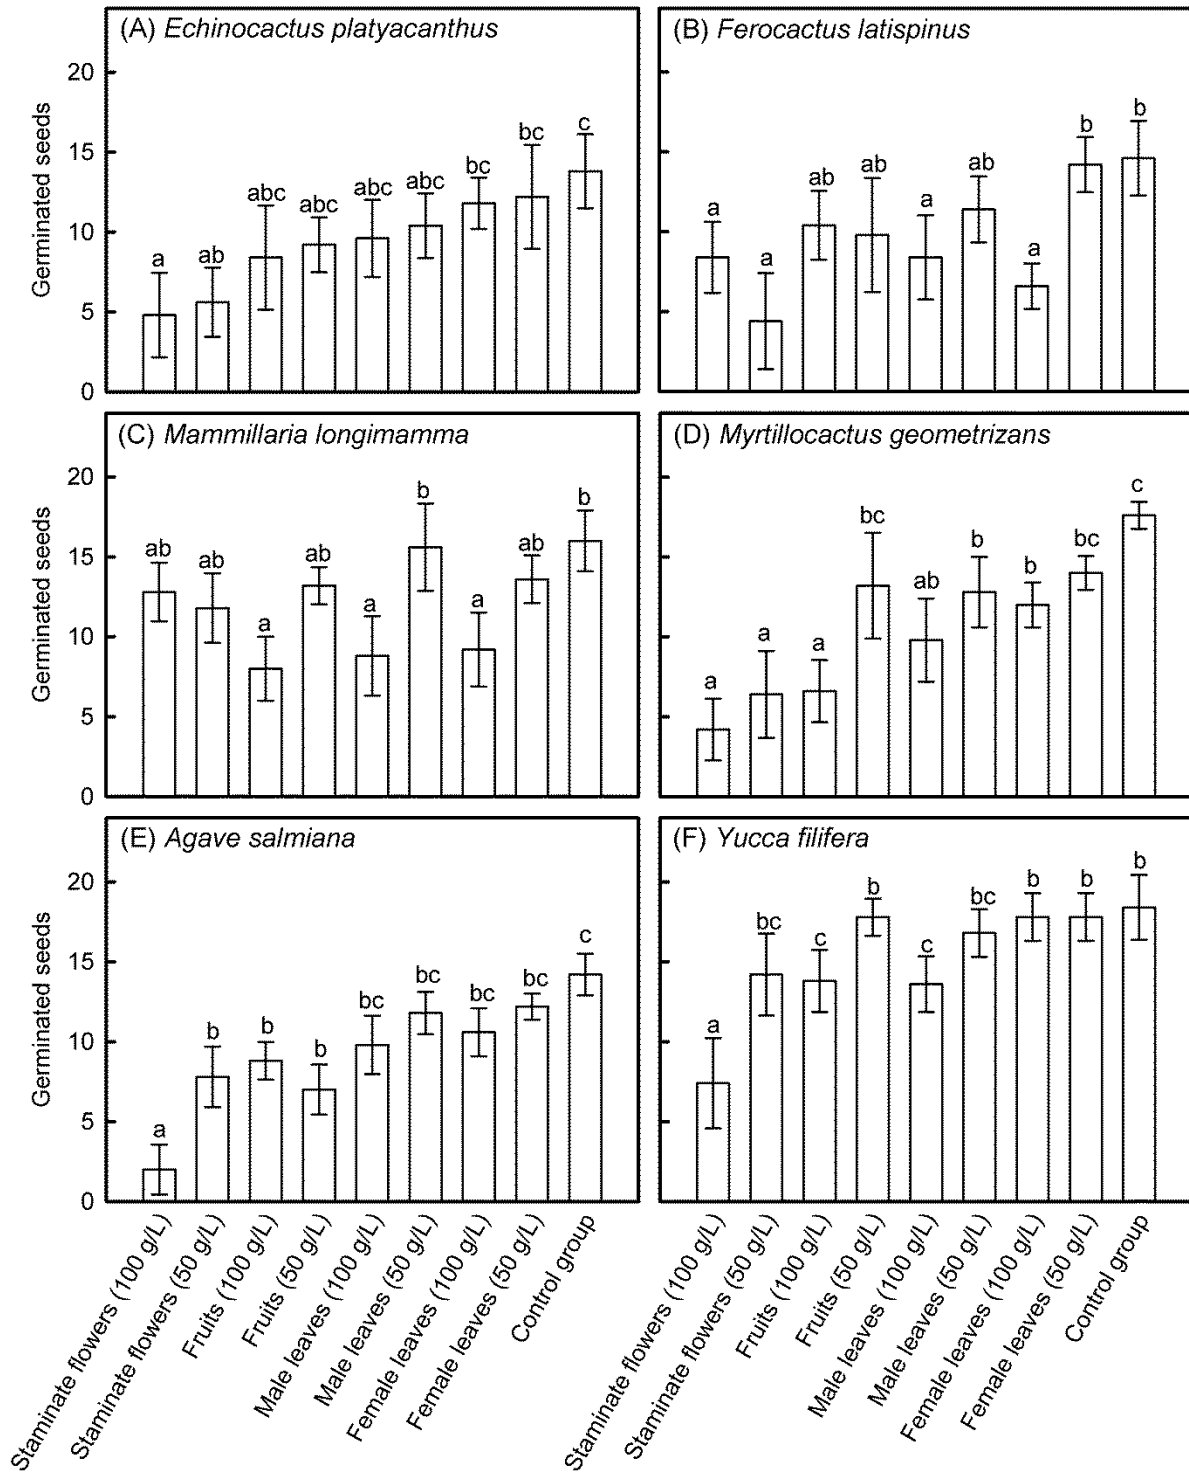 (A) Echinocactus platyacanthus
(B) Ferocactus latispinus
Germinated seeds
20
15
10
5
0
a
ab
abc
abc
abc
abc
bc
bc
c
a
a
ab
ab
a
ab
a
b
b
(C) Mammillaria longimamma
(D) Myrtillocactus geometrizans
Germinated seeds
20
15
10
5
0
ab
ab
a
ab
a
b
a
ab
b
a
a
a
bc
ab
b
b
bc
c
(E) Agave salmiana
(F) Yucca filifera
Germinated seeds
20
15
10
5
0
a
b
b
b
bc
bc
bc
bc
c
a
bc
c
b
c
bc
b
b
b
Staminate flowers (100 g/L)
Staminate flowers (50 g/L)
Fruits (100 g/L)
Fruits (50 g/L)
Male leaves (100 g/L)
Male leaves (50 g/L)
Female leaves (100 g/L)
Female leaves (50 g/L)
Control group
Staminate flowers (100 g/L)
Staminate flowers (50 g/L)
Fruits (100 g/L)
Fruits (50 g/L)
Male leaves (100 g/L)
Male leaves (50 g/L)
Female leaves (100 g/L)
Female leaves (50 g/L)
Control group